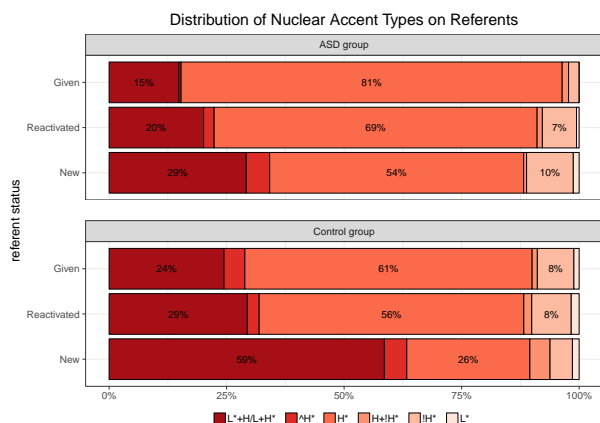 Distribution of Nuclear Accent Types on Referents
ASD group
Given
15%
81%
Reactivated
20%
69%
7%
New
29%
54%
10%
referent status
Control group
Given
24%
61%
8%
Reactivated
29%
56%
8%
New
59%
26%
0%
25%
50%
75%
100%
L*+H/L+H*
^H*
H*
H+!H*
!H*
L*